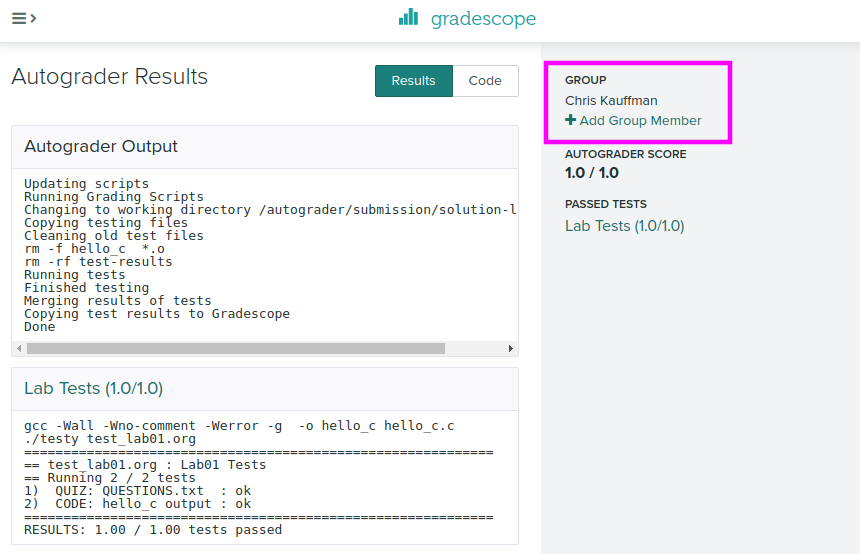 gradescope
Autograder Results
Results
Code
Autograder Output
Updating scripts
Running Grading Scripts
Changing to working directory /autograder/submission/solution-l
Copying testing files
Cleaning old test files
rm -f hello_c  *.o
rm -rf test-results
Running tests
Finished testing
Merging results of tests
Copying test results to Gradescope
Done
Lab Tests (1.0/1.0)
gcc -Wall -Wno-comment -Werror -g  -o hello_c hello_c.c
./testy test_lab01.org
============================================================
== test_lab01.org : Lab01 Tests
== Running 2 / 2 tests
1)  QUIZ: QUESTIONS.txt  : ok
2)  CODE: hello_c output : ok
============================================================
RESULTS: 1.00 / 1.00 tests passed
GROUP
Chris Kauffman
+ Add Group Member
AUTOGRADER SCORE
1.0 / 1.0
PASSED TESTS
Lab Tests (1.0/1.0)